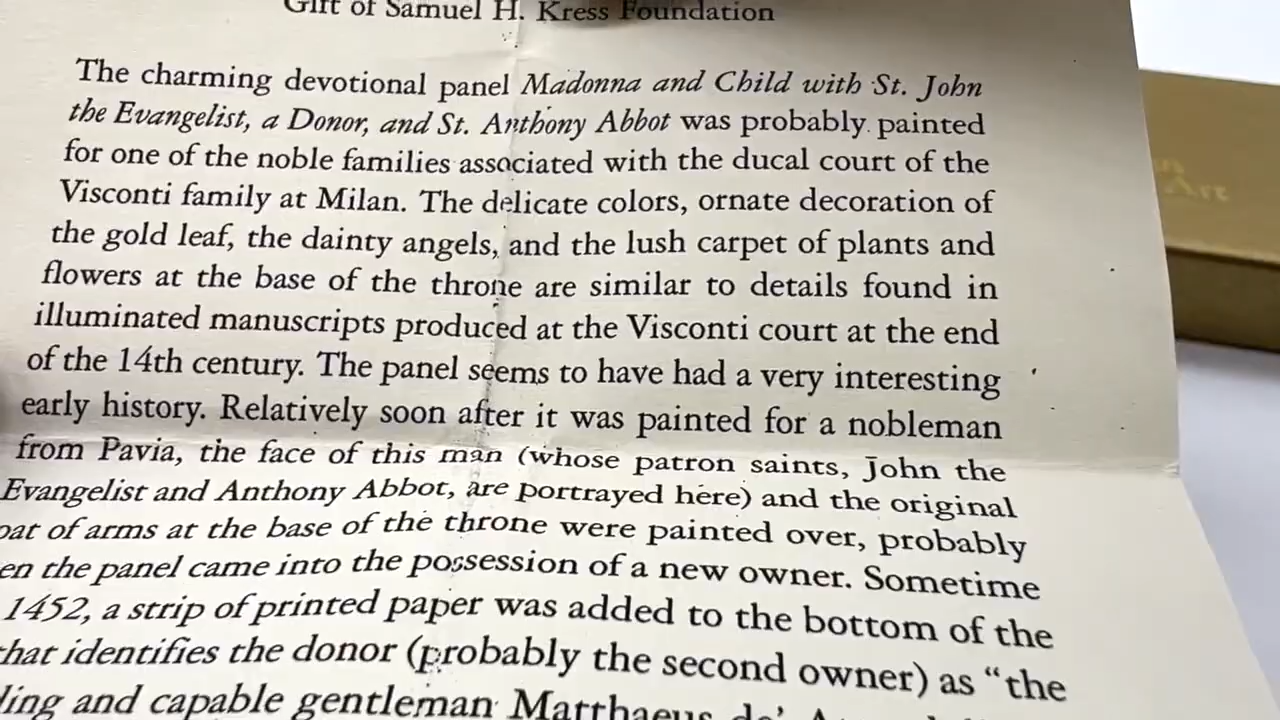 Gift of Samuel H. Kress Foundation
The charming devotional panel Madonna and Child with St. John
the Evangelist, a Donor, and St. Anthony Abbot was probably painted
for one of the noble families associated with the ducal court of the
Visconti family at Milan. The delicate colors, ornate decoration of
the gold leaf, the dainty angels, and the lush carpet of plants and
flowers at the base of the throne are similar to details found in
illuminated manuscripts produced at the Visconti court at the end
of the 14th century. The panel seems to have had a very interesting
early history. Relatively soon after it was painted for a nobleman
from Pavia, the face of this man (whose patron saints, John the
Evangelist and Anthony Abbot, are portrayed here) and the original
oat of arms at the base of the throne were painted over, probably
en the panel came into the possession of a new owner. Sometime
1452, a strip of printed paper was added to the bottom of the
that identifies the donor (probably the second owner) as “the
ling and capable gentleman Matthaeus de'
Art